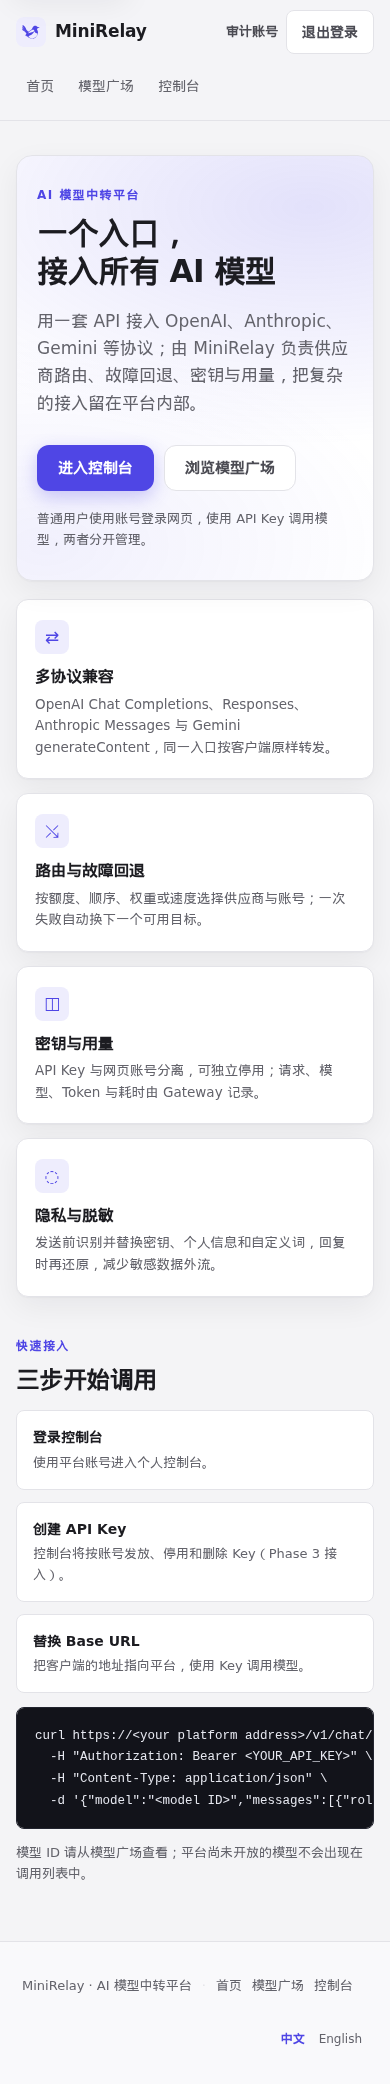 MiniRelay
审计账号
退出登录
首页 模型广场 控制台
AI 模型中转平台
一个入口，
接入所有 AI 模型
用一套 API 接入 OpenAI、Anthropic、
Gemini 等协议；由 MiniRelay 负责供应
商路由、故障回退、密钥与用量，把复杂
的接入留在平台内部。
进入控制台
浏览模型广场
普通用户使用账号登录网页，使用 API Key 调用模
型，两者分开管理。
多协议兼容
OpenAI Chat Completions、Responses、
Anthropic Messages 与 Gemini
generateContent，同一入口按客户端原样转发。
路由与故障回退
按额度、顺序、权重或速度选择供应商与账号；一次
失败自动换下一个可用目标。
密钥与用量
API Key 与网页账号分离，可独立停用；请求、模
型、Token 与耗时由 Gateway 记录。
隐私与脱敏
发送前识别并替换密钥、个人信息和自定义词，回复
时再还原，减少敏感数据外流。
快速接入
三步开始调用
登录控制台
使用平台账号进入个人控制台。
创建 API Key
控制台将按账号发放、停用和删除 Key（Phase 3 接
入）。
替换 Base URL
把客户端的地址指向平台，使用 Key 调用模型。
curl https://<your platform address>/v1/chat/
-H "Authorization: Bearer <YOUR_API_KEY>" \
-H "Content-Type: application/json" \
-d '{"model":"<model ID>","messages":[{"rol
模型 ID 请从模型广场查看；平台尚未开放的模型不会出现在
调用列表中。
MiniRelay · AI 模型中转平台 · 首页 模型广场 控制台
中文 English